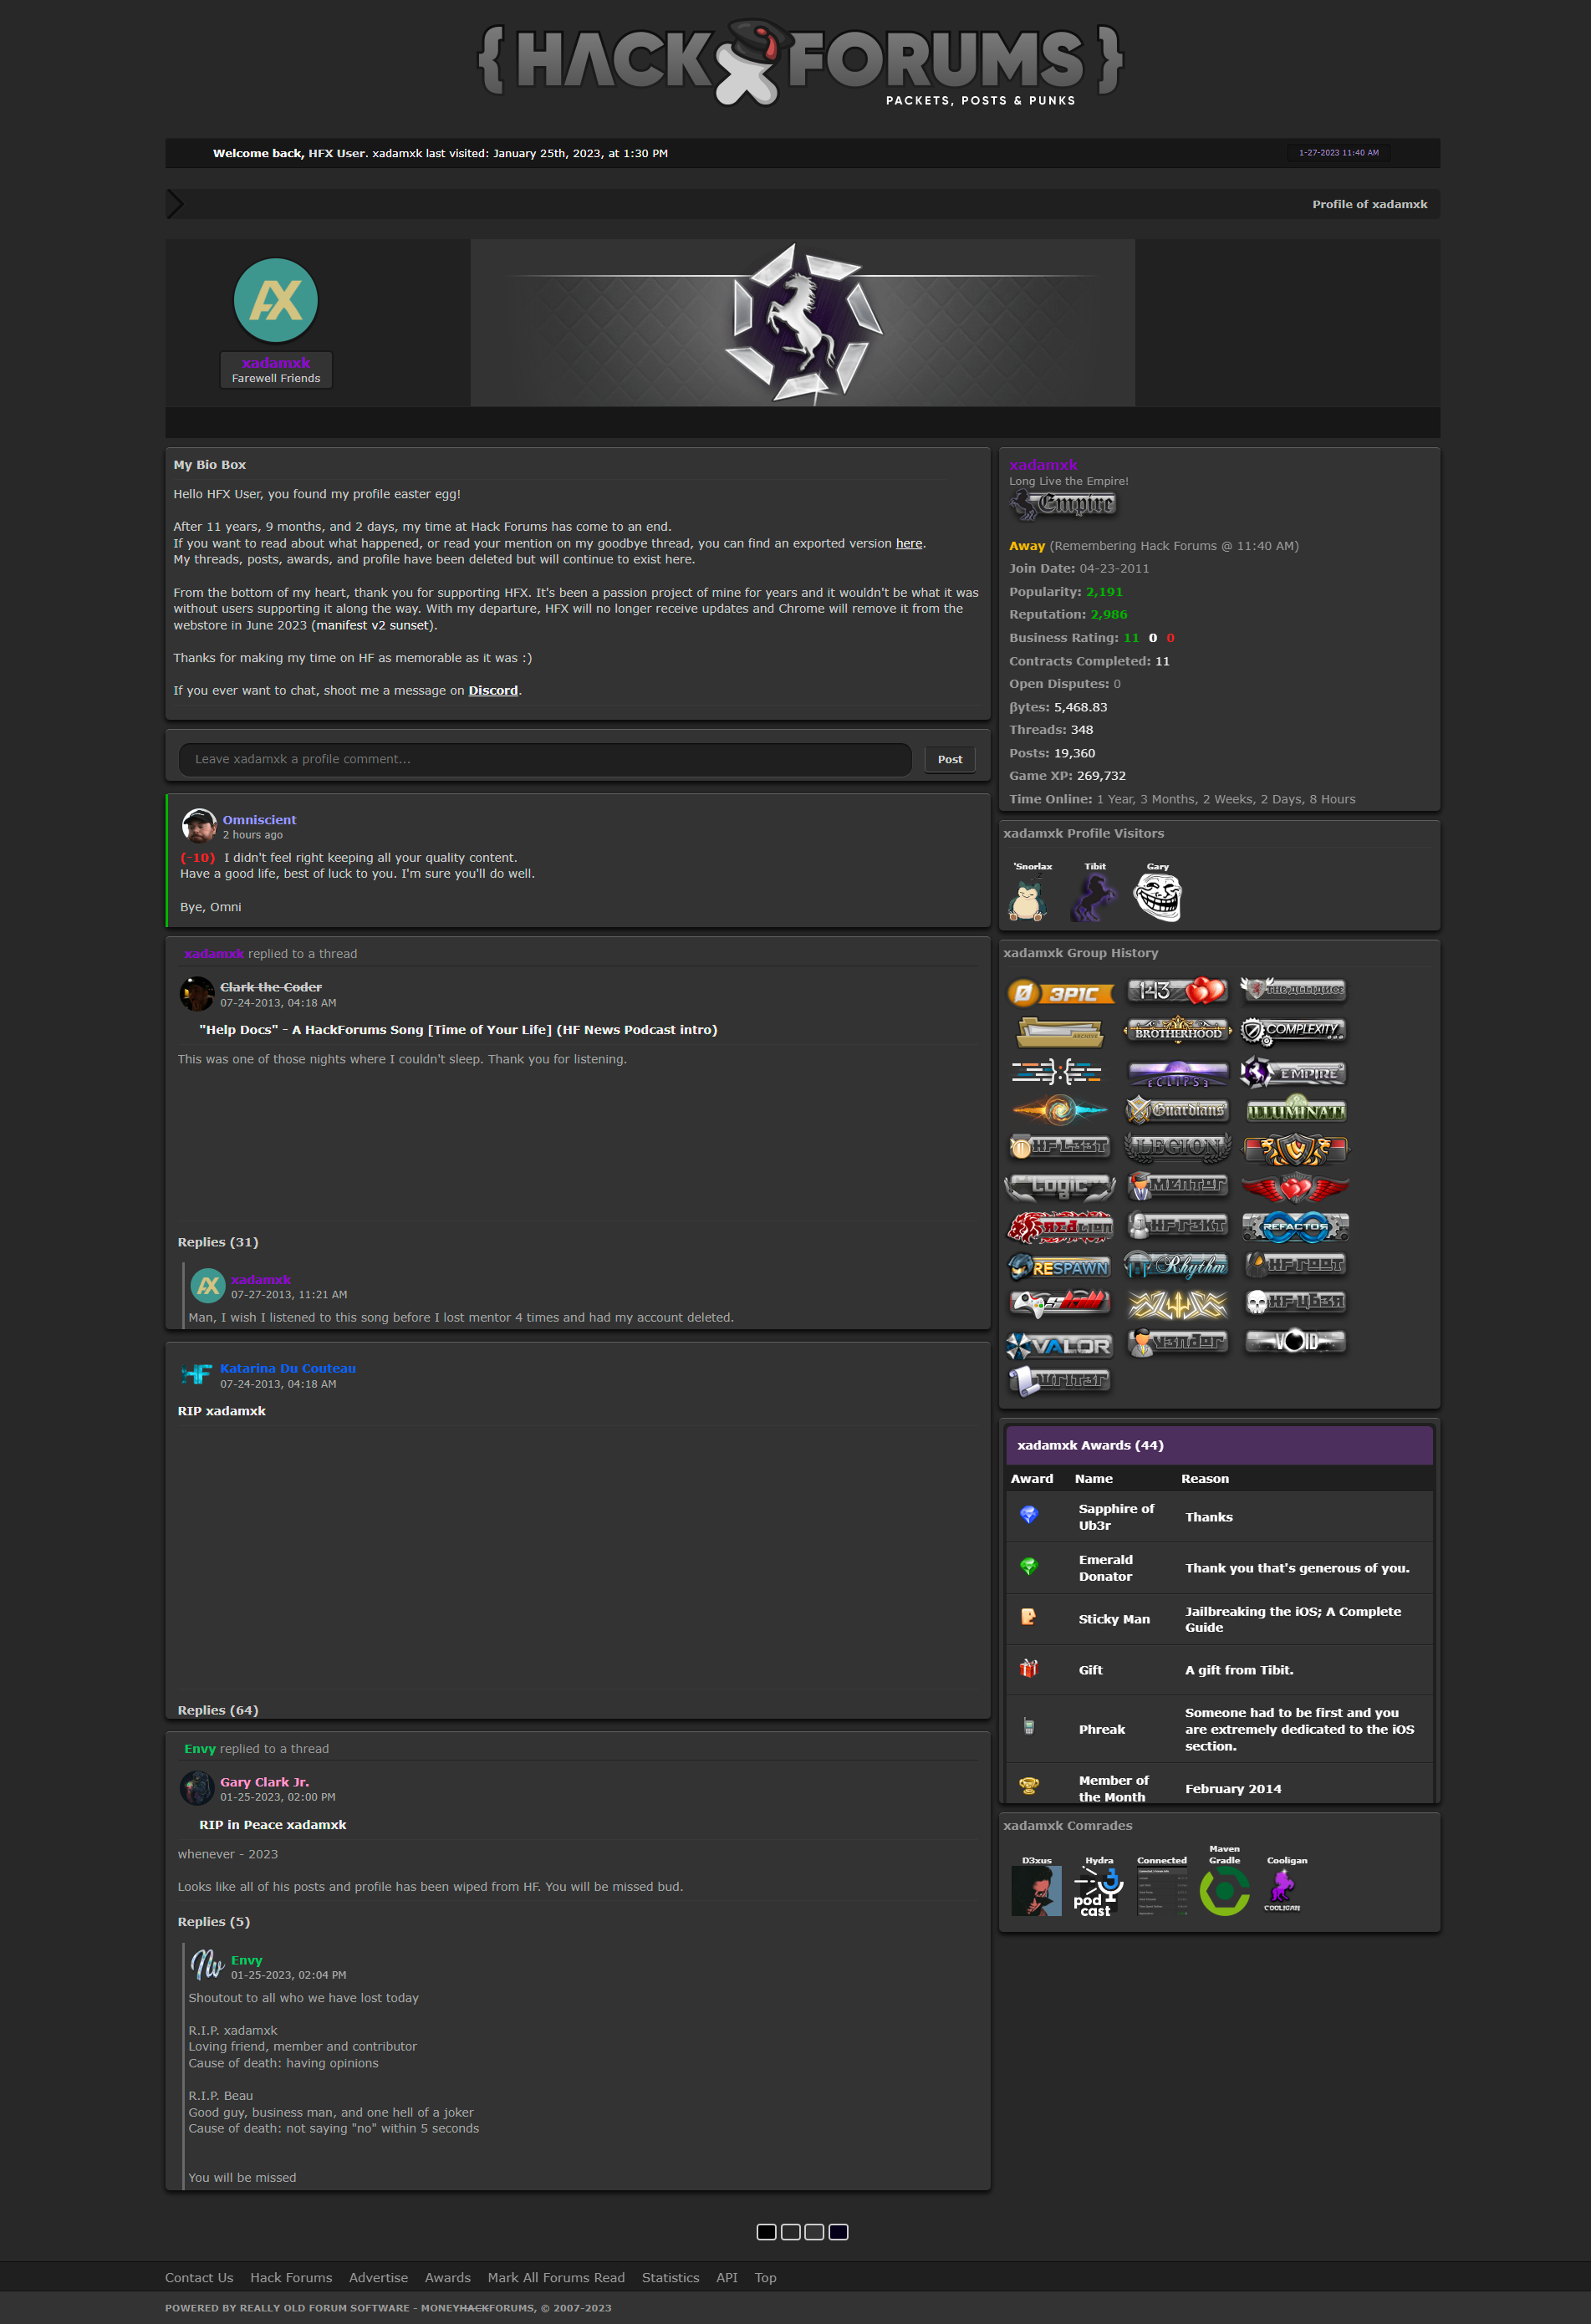 { HACK FORUMS }
PACKETS, POSTS & PUNKS
Welcome back, HFX User. xadamxk last visited: January 25th, 2023, at 1:30 PM
1-27-2023 11:40 AM
Profile of xadamxk
AX
xadamxk
Farewell Friends
My Bio Box
Hello HFX User, you found my profile easter egg!
After 11 years, 9 months, and 2 days, my time at Hack Forums has come to an end.
If you want to read about what happened, or read your mention on my goodbye thread, you can find an exported version here.
My threads, posts, awards, and profile have been deleted but will continue to exist here.
From the bottom of my heart, thank you for supporting HFX. It's been a passion project of mine for years and it wouldn't be what it was
without users supporting it along the way. With my departure, HFX will no longer receive updates and Chrome will remove it from the
webstore in June 2023 (manifest v2 sunset).
Thanks for making my time on HF as memorable as it was :)
If you ever want to chat, shoot me a message on Discord.
Leave xadamxk a profile comment...
Post
Omniscient
2 hours ago
(-10) I didn't feel right keeping all your quality content.
Have a good life, best of luck to you. I'm sure you'll do well.
Bye, Omni
xadamxk replied to a thread
Clark the Coder
07-24-2013, 04:18 AM
"Help Docs" - A HackForums Song [Time of Your Life] (HF News Podcast intro)
This was one of those nights where I couldn't sleep. Thank you for listening.
Replies (31)
AX
xadamxk
07-27-2013, 11:21 AM
Man, I wish I listened to this song before I lost mentor 4 times and had my account deleted.
HF
Katarina Du Couteau
07-24-2013, 04:18 AM
RIP xadamxk
Replies (64)
Envy replied to a thread
Gary Clark Jr.
01-25-2023, 02:00 PM
RIP in Peace xadamxk
whenever - 2023
Looks like all of his posts and profile has been wiped from HF. You will be missed bud.
Replies (5)
Nv
Envy
01-25-2023, 02:04 PM
Shoutout to all who we have lost today
R.I.P. xadamxk
Loving friend, member and contributor
Cause of death: having opinions
R.I.P. Beau
Good guy, business man, and one hell of a joker
Cause of death: not saying "no" within 5 seconds
You will be missed
xadamxk
Long Live the Empire!
Empire
Away (Remembering Hack Forums @ 11:40 AM)
Join Date: 04-23-2011
Popularity: 2,191
Reputation: 2,986
Business Rating: 11 0 0
Contracts Completed: 11
Open Disputes: 0
βytes: 5,468.83
Threads: 348
Posts: 19,360
Game XP: 269,732
Time Online: 1 Year, 3 Months, 2 Weeks, 2 Days, 8 Hours
xadamxk Profile Visitors
'Snorlax Tibit Gary
xadamxk Group History
3P1C 143 THE ALLIANCE
ARCHIVE BROTHERHOOD COMPLEXITY
ECLIPS3 EMPIRE
Guardians ILLUMINATI
HF L33T LEGION
LOGIC MENTOR
REDLION HF R3KT REFACTOR
RESPAWN Rhythm HF ROOT
SKILL HF UB3R
VALOR V3NDOR VOID
WRIT3R
xadamxk Awards (44)
Award Name Reason
Sapphire of
Ub3r
Thanks
Emerald
Donator
Thank you that's generous of you.
Sticky Man
Jailbreaking the iOS; A Complete
Guide
Gift
A gift from Tibit.
Phreak
Someone had to be first and you
are extremely dedicated to the iOS
section.
Member of
the Month
February 2014
xadamxk Comrades
D3xus Hydra Connected Maven Gradle Cooligan
pod
cast
COOLIGAN
Contact Us Hack Forums Advertise Awards Mark All Forums Read Statistics API Top
POWERED BY REALLY OLD FORUM SOFTWARE - MONEYHACKFORUMS, © 2007-2023